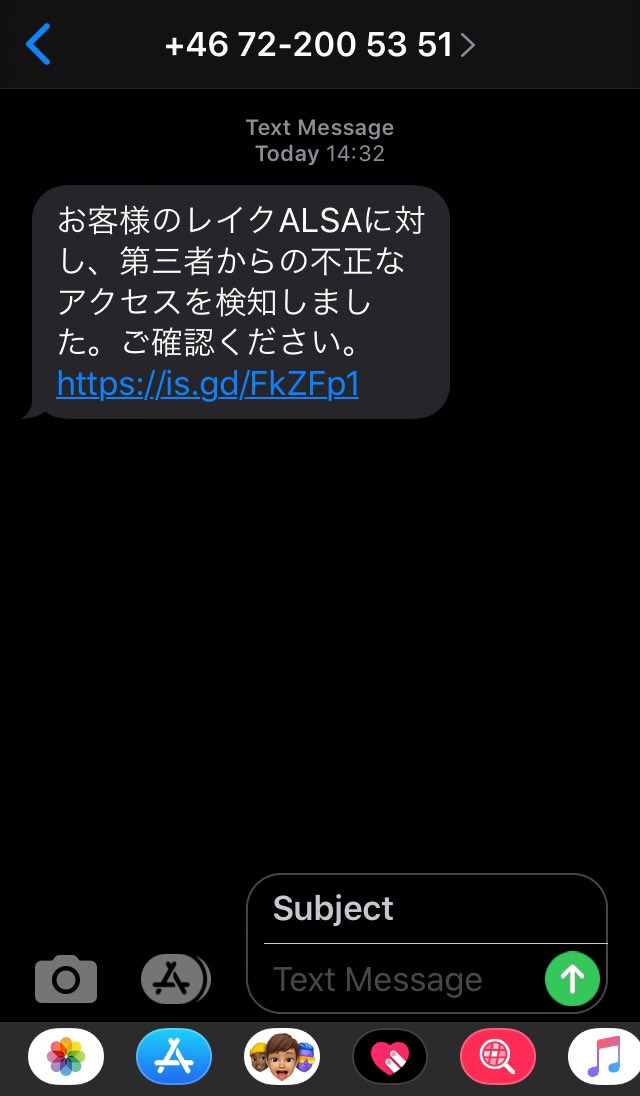 +46 72-200 53 51
Text Message
Today 14:32
お客様のレイクALSAに対
し、第三者からの不正な
アクセスを検知しまし
た。ご確認ください。
https://is.gd/FkZFp1
Subject
Text Message